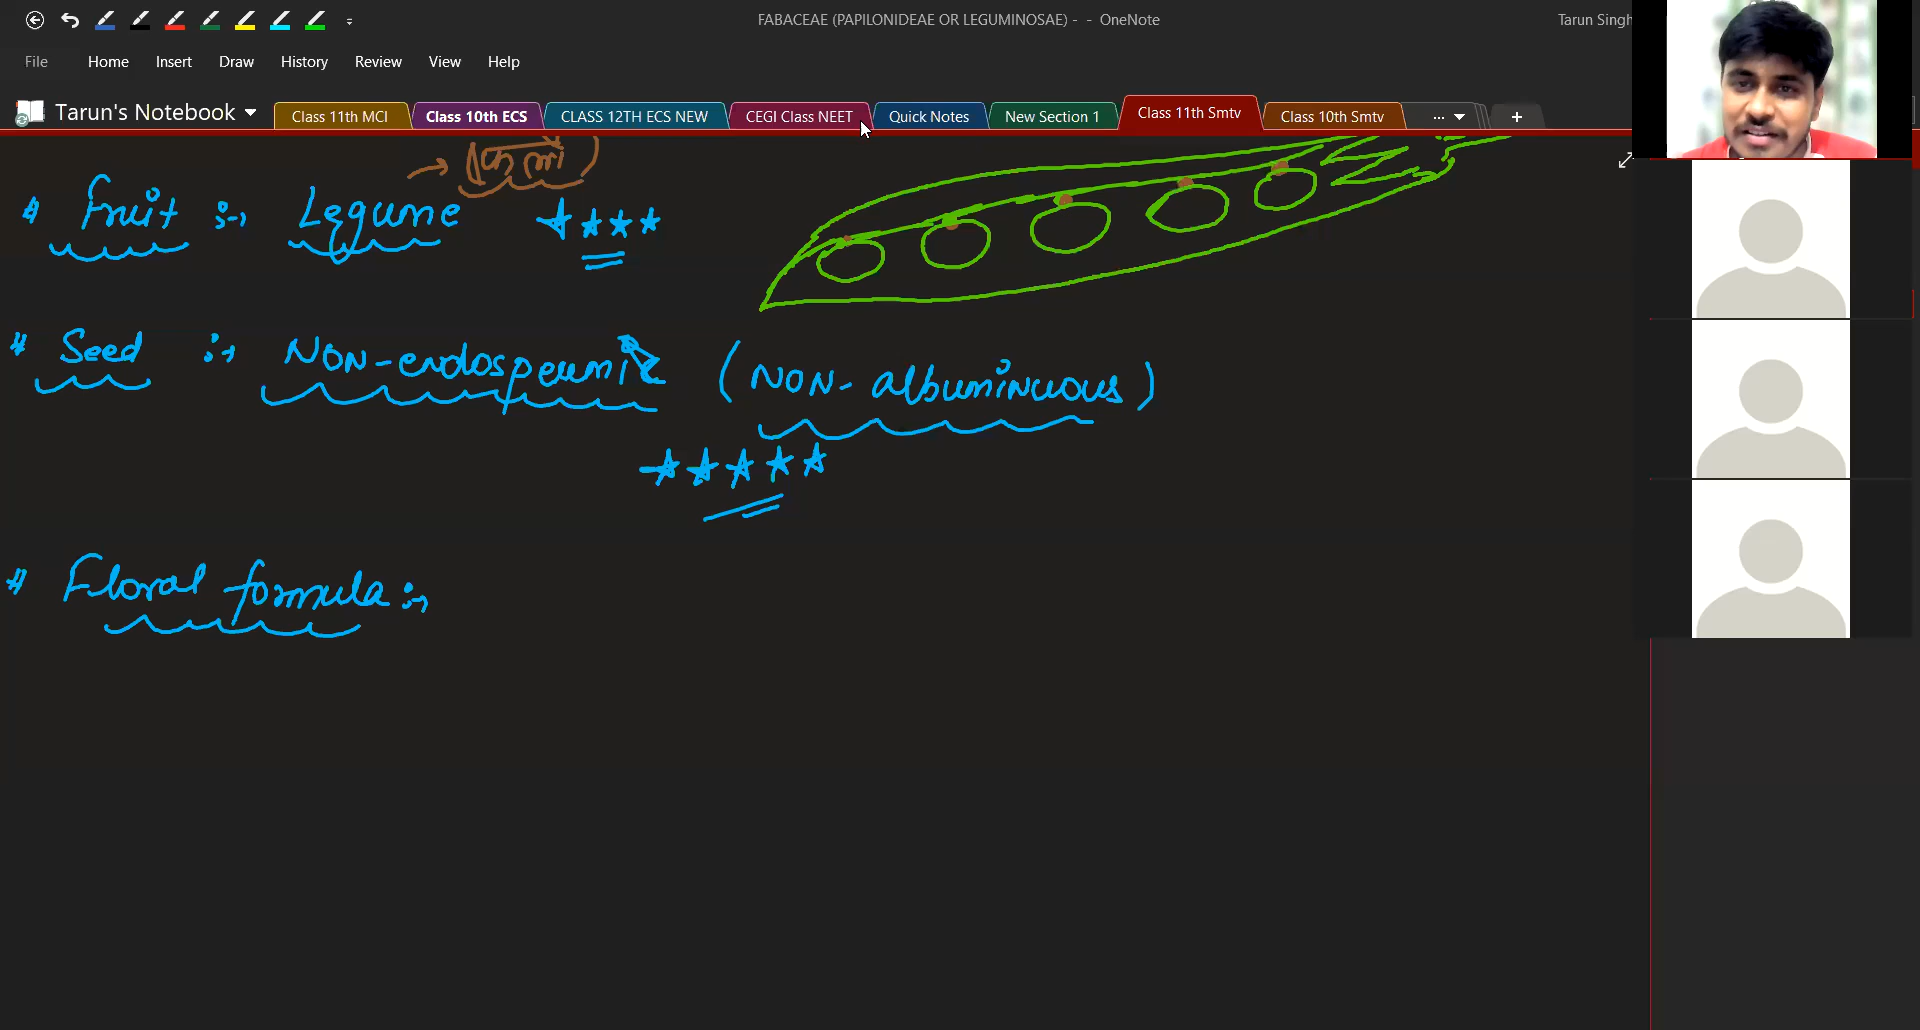 FABACEAE (PAPILONIDEAE OR LEGUMINOSAE) - - OneNote
Tarun Singh
File Home Insert Draw History Review View Help
Tarun's Notebook
Class 11th MCI Class 10th ECS CLASS 12TH ECS NEW CEGI Class NEET Quick Notes New Section 1 Class 11th Smtv Class 10th Smtv ... +
Fruit :→ Legume ★★★★
Seed :→ NON-endospermic (NON-albuminuous)
★★★★★
Floral formula :→